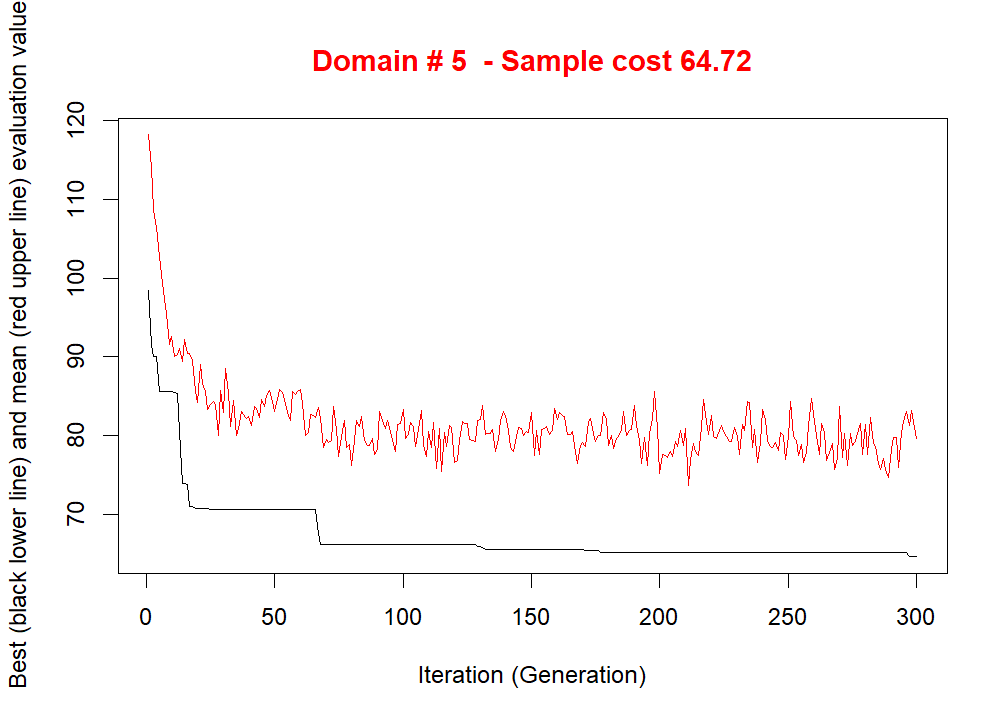 Domain # 5  - Sample cost 64.72
Best (black lower line) and mean (red upper line) evaluation value
120
110
100
90
80
70
0 50 100 150 200 250 300
Iteration (Generation)